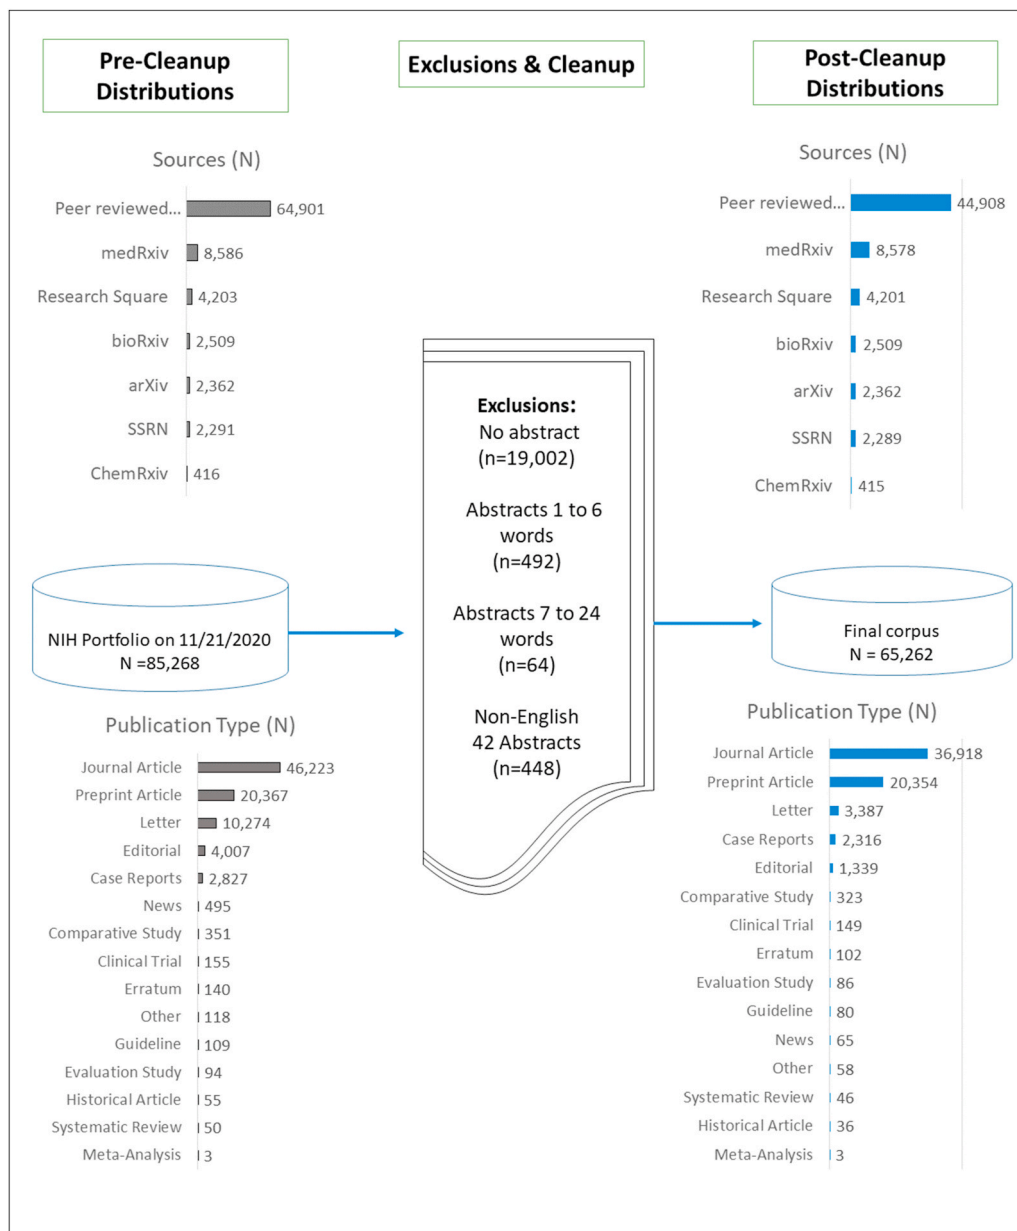 Pre-Cleanup
Distributions
Exclusions & Cleanup
Post-Cleanup
Distributions
Sources (N)
Peer reviewed... 64,901
medRxiv 8,586
Research Square 4,203
bioRxiv 2,509
arXiv 2,362
SSRN 2,291
ChemRxiv 416
NIH Portfolio on 11/21/2020
N =85,268
Publication Type (N)
Journal Article 46,223
Preprint Article 20,367
Letter 10,274
Editorial 4,007
Case Reports 2,827
News 495
Comparative Study 351
Clinical Trial 155
Erratum 140
Other 118
Guideline 109
Evaluation Study 94
Historical Article 55
Systematic Review 50
Meta-Analysis 3
Exclusions:
No abstract
(n=19,002)
Abstracts 1 to 6
words
(n=492)
Abstracts 7 to 24
words
(n=64)
Non-English
42 Abstracts
(n=448)
Sources (N)
Peer reviewed... 44,908
medRxiv 8,578
Research Square 4,201
bioRxiv 2,509
arXiv 2,362
SSRN 2,289
ChemRxiv 415
Final corpus
N = 65,262
Publication Type (N)
Journal Article 36,918
Preprint Article 20,354
Letter 3,387
Case Reports 2,316
Editorial 1,339
Comparative Study 323
Clinical Trial 149
Erratum 102
Evaluation Study 86
Guideline 80
News 65
Other 58
Systematic Review 46
Historical Article 36
Meta-Analysis 3